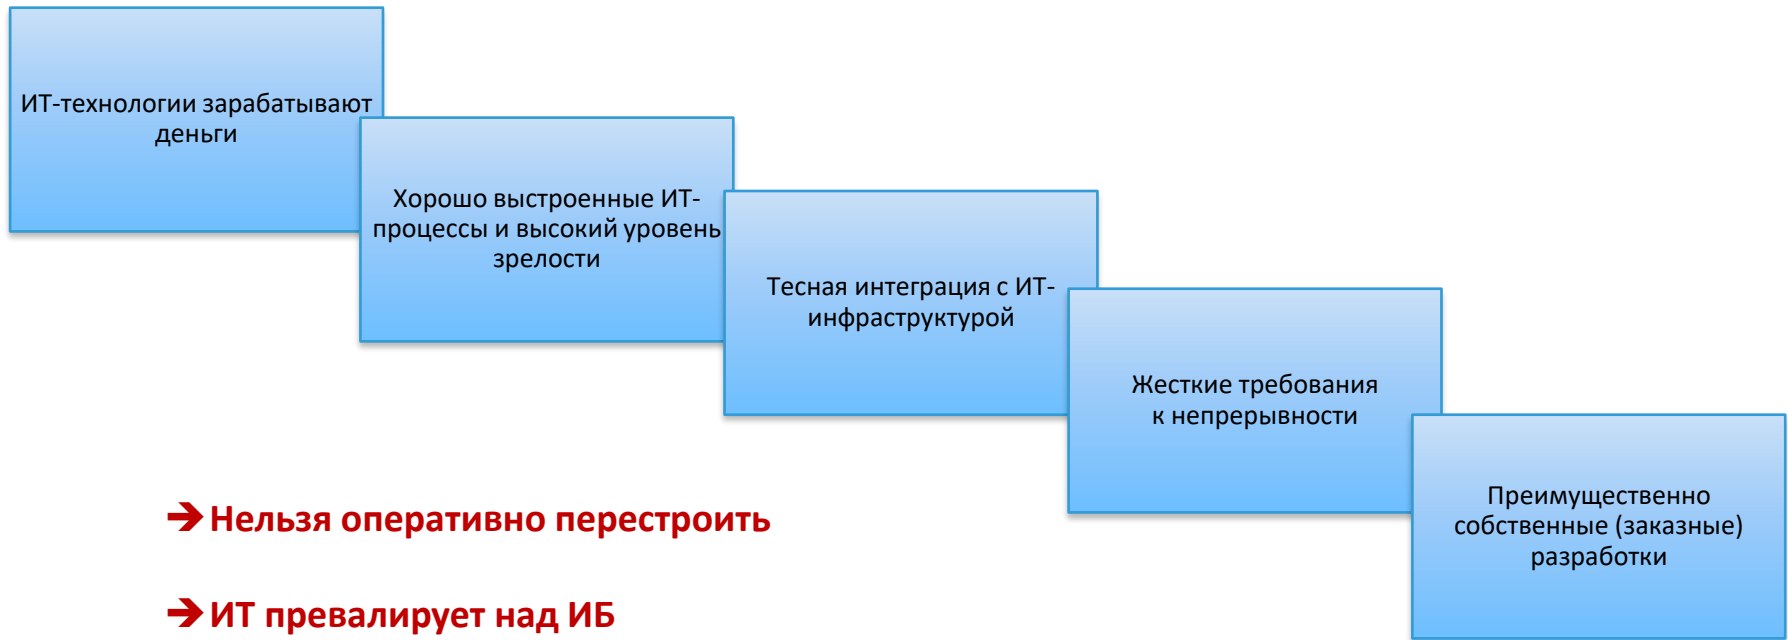 ИТ-технологии зарабатывают
деньги
Хорошо выстроенные ИТ-
процессы и высокий уровень
зрелости
Тесная интеграция с ИТ-
инфраструктурой
Жесткие требования
к непрерывности
Преимущественно
собственные (заказные)
разработки
➔ Нельзя оперативно перестроить
➔ ИТ превалирует над ИБ